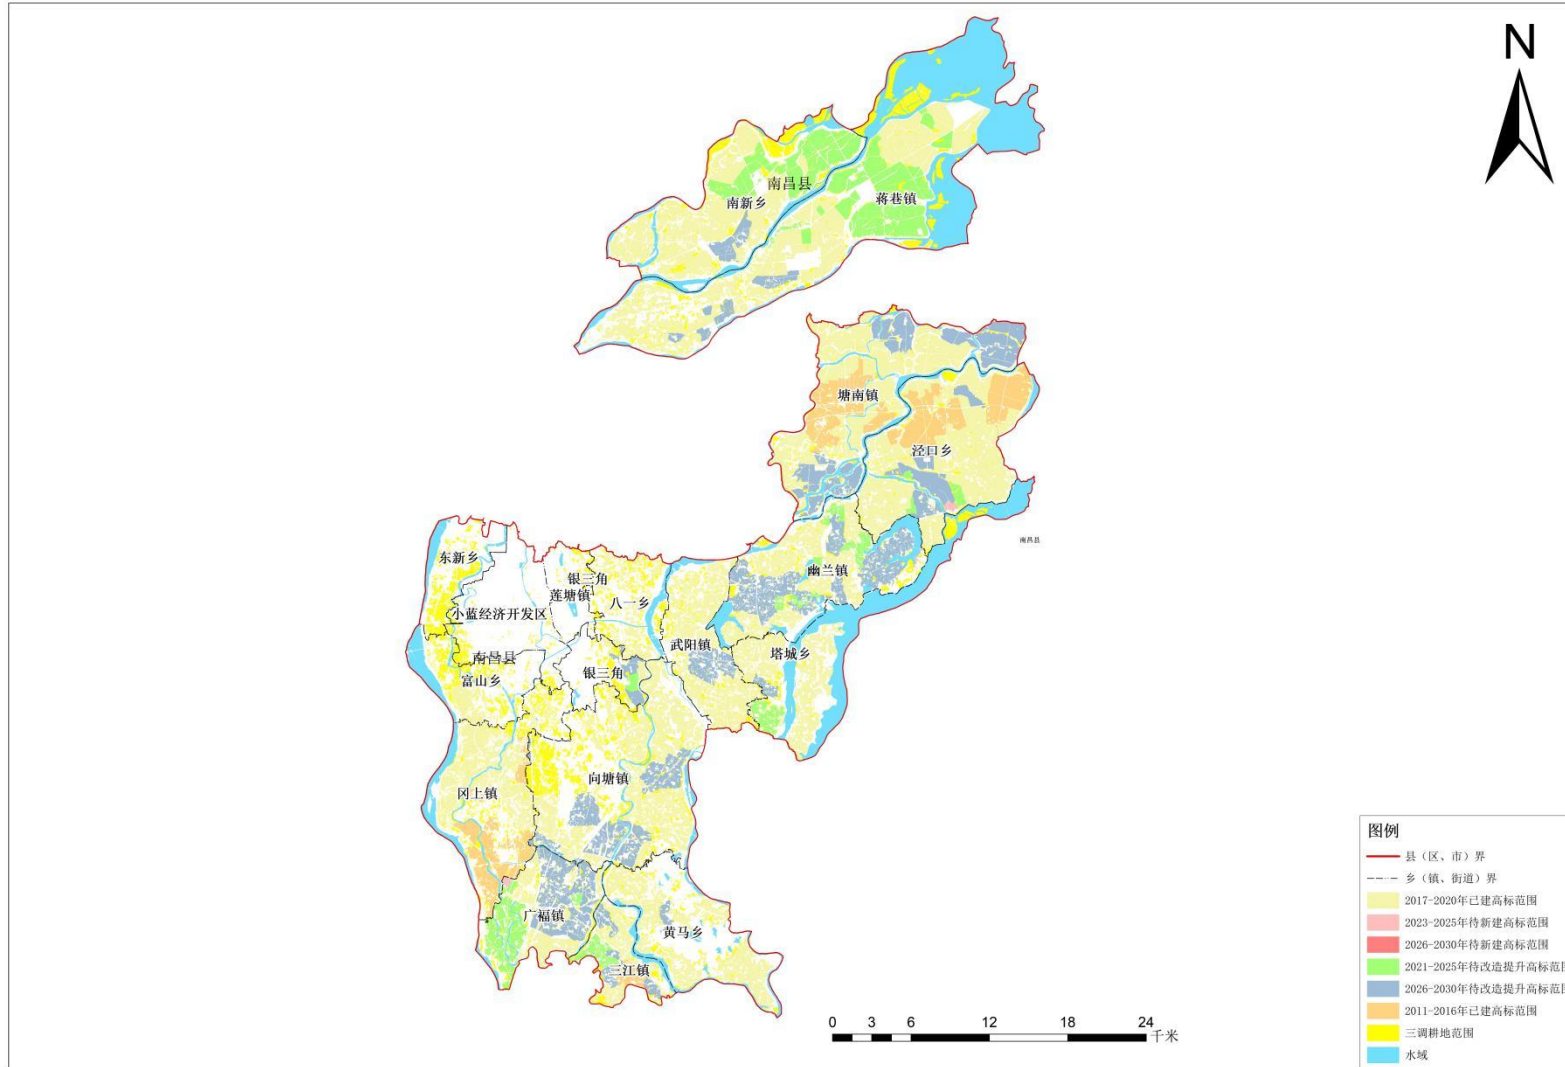 N
南昌县
南新乡
蒋巷镇
塘南镇
泾口乡
南昌县
东新乡
银三角
莲塘镇
八一乡
幽兰镇
小蓝经济开发区
武阳镇
塔城乡
南昌县
银三角
富山乡
向塘镇
冈上镇
广福镇
黄马乡
三江镇
0 3 6 12 18 24
千米
图例
县（区、市）界
乡（镇、街道）界
2017-2020年已建高标范围
2023-2025年待新建高标范围
2026-2030年待新建高标范围
2021-2025年待改造提升高标范围
2026-2030年待改造提升高标范围
2011-2016年已建高标范围
三调耕地范围
水域